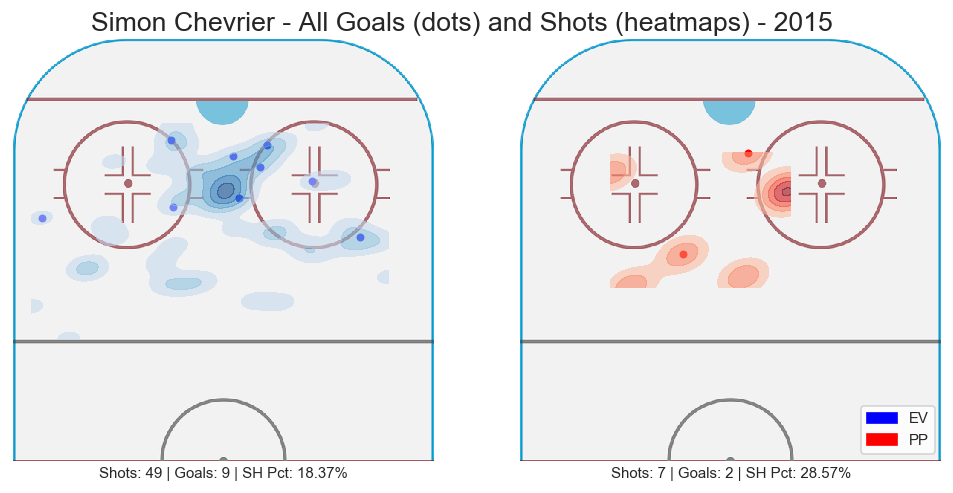 Simon Chevrier - All Goals (dots) and Shots (heatmaps) - 2015
EV
PP
Shots: 49 | Goals: 9 | SH Pct: 18.37%
Shots: 7 | Goals: 2 | SH Pct: 28.57%